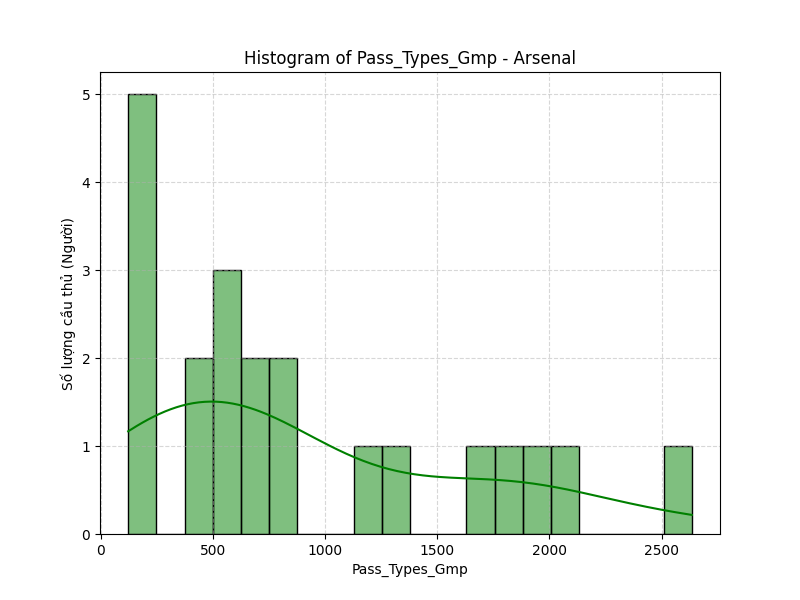 Histogram of Pass_Types_Gmp - Arsenal
Số lượng cầu thủ (Người)
5
4
3
2
1
0
0 500 1000 1500 2000 2500
Pass_Types_Gmp